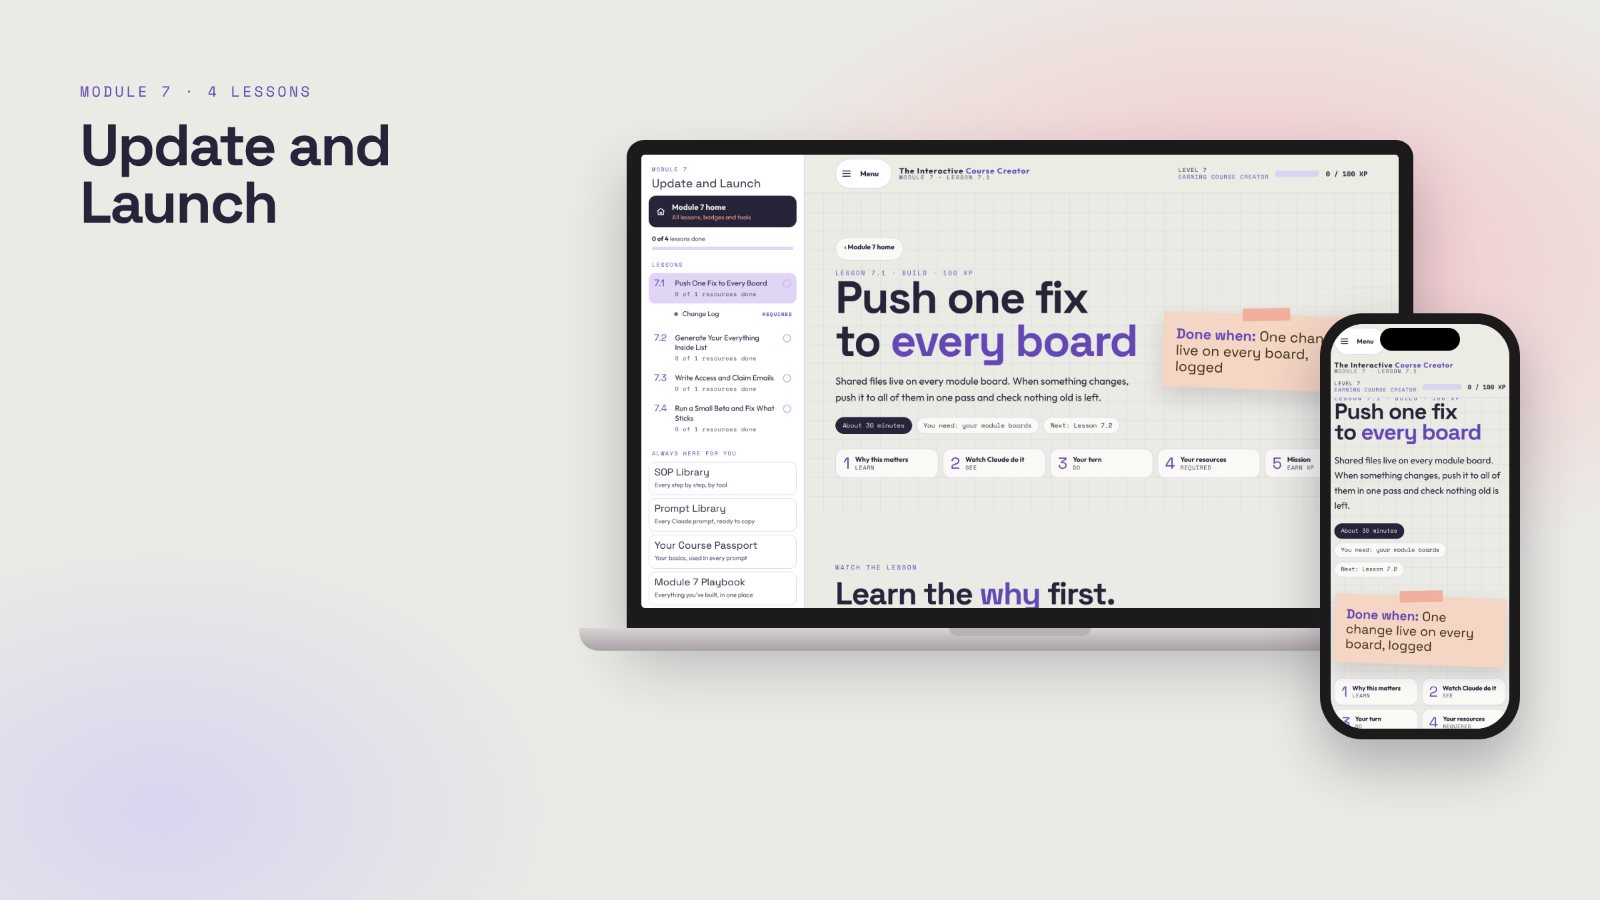 MODULE 7 · 4 LESSONS
Update and
Launch
MODULE 7
Update and Launch
Module 7 home
All lessons, badges and tools
0 of 4 lessons done
LESSONS
7.1 Push One Fix to Every Board
0 of 1 resources done
Change Log REQUIRED
7.2 Generate Your Everything
Inside List
0 of 1 resources done
7.3 Write Access and Claim Emails
0 of 1 resources done
7.4 Run a Small Beta and Fix What
Sticks
0 of 1 resources done
ALWAYS HERE FOR YOU
SOP Library
Every step by step, by tool
Prompt Library
Every Claude prompt, ready to copy
Your Course Passport
Your basics, used in every prompt
Module 7 Playbook
Everything you've built, in one place
Menu
The Interactive Course Creator
MODULE 7 · LESSON 7.1
LEVEL 7
EARNING COURSE CREATOR
0 / 100 XP
‹ Module 7 home
LESSON 7.1 · BUILD · 100 XP
Push one fix
to every board
Shared files live on every module board. When something changes,
push it to all of them in one pass and check nothing old is left.
About 30 minutes
You need: your module boards
Next: Lesson 7.2
Done when: One chan
live on every board,
logged
1 Why this matters
LEARN
2 Watch Claude do it
SEE
3 Your turn
DO
4 Your resources
REQUIRED
5 Mission
EARN XP
WATCH THE LESSON
Learn the why first.
Menu
The Interactive Course Creator
MODULE 7 · LESSON 7.1
LEVEL 7
EARNING COURSE CREATOR
0 / 100 XP
LESSON 7.1 · BUILD · 100 XP
Push one fix
to every board
Shared files live on every module board.
When something changes, push it to all of
them in one pass and check nothing old is
left.
About 30 minutes
You need: your module boards
Next: Lesson 7.2
Done when: One
change live on every
board, logged
1 Why this matters
LEARN
2 Watch Claude do it
SEE
3 Your turn
DO
4 Your resources
REQUIRED